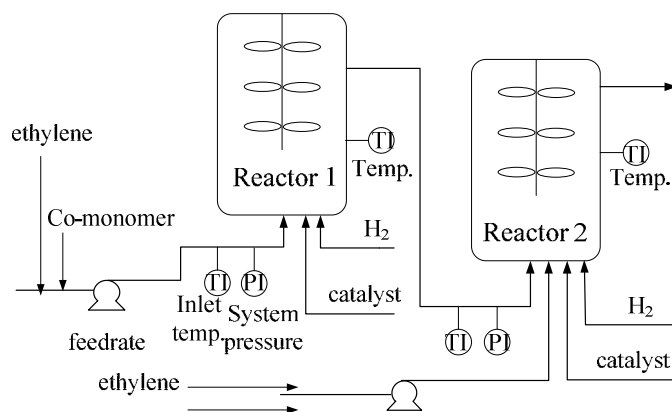 ethylene
Co-monomer
feedrate
TI
Inlet
temp.
PI
System
pressure
Reactor 1
TI
Temp.
H₂
catalyst
Reactor 2
TI
Temp.
TI
PI
H₂
catalyst
ethylene